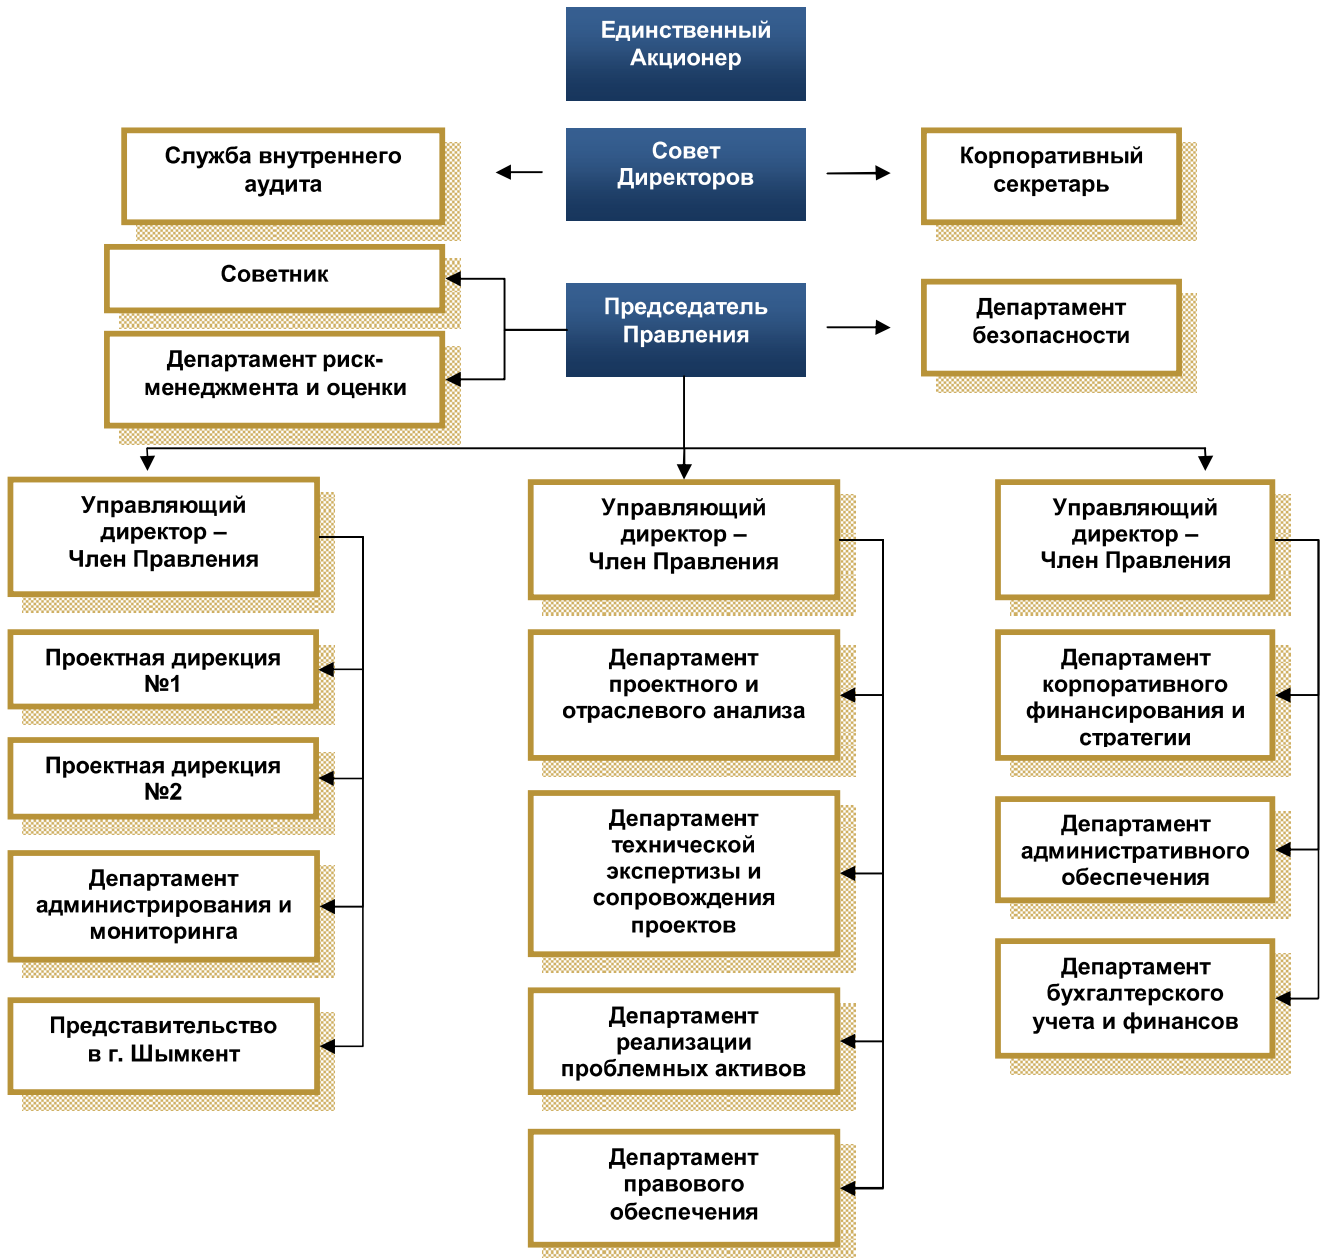 Единственный
Акционер
Служба внутреннего
аудита
Совет
Директоров
Корпоративный
секретарь
Советник
Председатель
Правления
Департамент
безопасности
Департамент риск-
менеджмента и оценки
Управляющий
директор –
Член Правления
Проектная дирекция
№1
Проектная дирекция
№2
Департамент
администрирования и
мониторинга
Представительство
в г. Шымкент
Управляющий
директор –
Член Правления
Департамент
проектного и
отраслевого анализа
Департамент
технической
экспертизы и
сопровождения
проектов
Департамент
реализации
проблемных активов
Департамент
правового
обеспечения
Управляющий
директор –
Член Правления
Департамент
корпоративного
финансирования и
стратегии
Департамент
административного
обеспечения
Департамент
бухгалтерского
учета и финансов